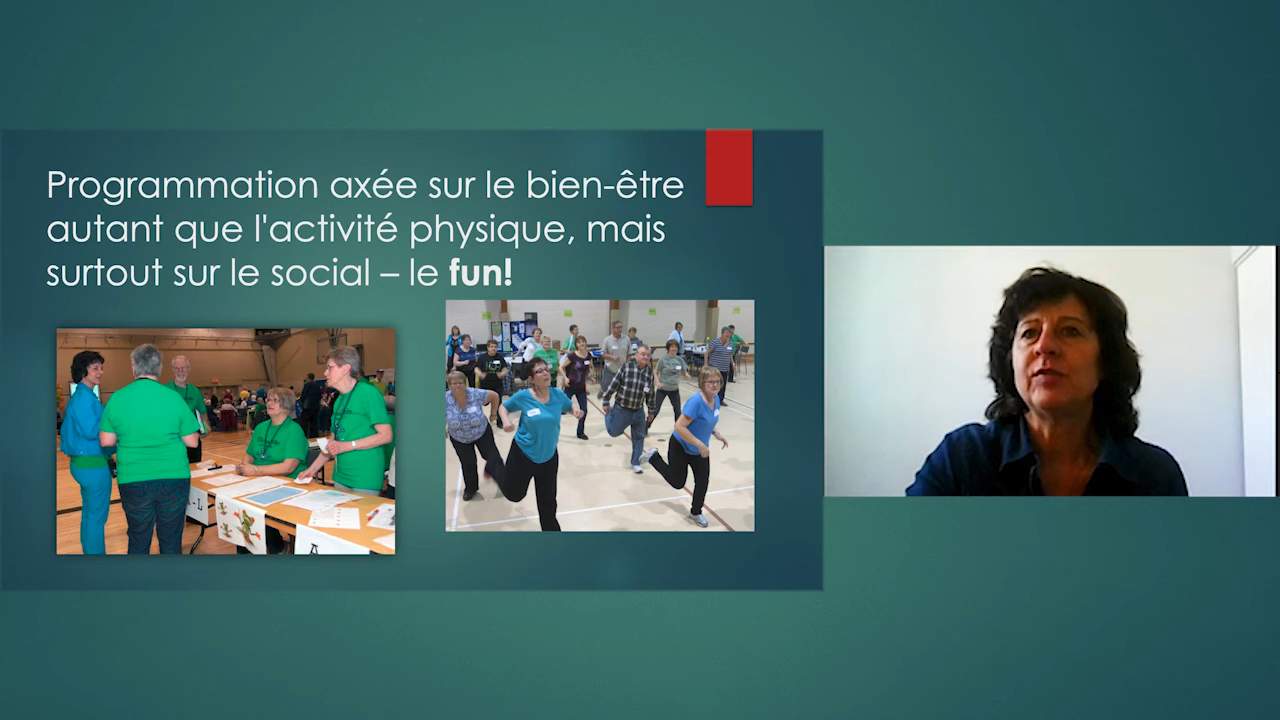 Programmation axée sur le bien-être
autant que l'activité physique, mais
surtout sur le social – le fun!
-L
A